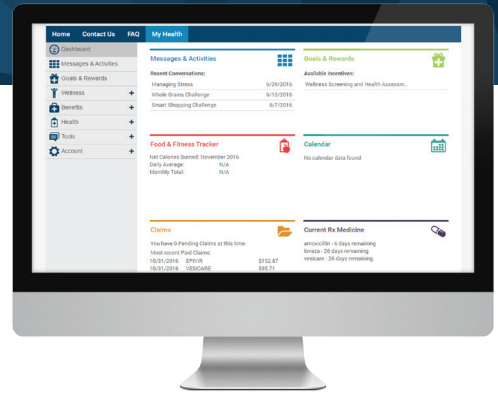 Home Contact Us FAQ My Health
Dashboard
Messages & Activities
Goals & Rewards
Wellness +
Benefits +
Health +
Tools +
Account +
Messages & Activities
Recent Conversations:
Managing Stress 9/29/2016
Whole Grains Challenge 6/13/2016
Smart Shopping Challenge 6/7/2016
Goals & Rewards
Available Incentives:
Wellness Screening and Health Assessm...
Food & Fitness Tracker
Net Calories Burned: November 2016
Daily Average: N/A
Monthly Total: N/A
Calendar
No calendar data found
Claims
You have 0 Pending Claims at this time.
Most recent Paid Claims:
10/31/2016 EPIVIR $152.87
10/31/2016 VESICARE $95.71
Current Rx Medicine
amoxicillin - 6 days remaining
lovaza - 26 days remaining
vesicare - 26 days remaining